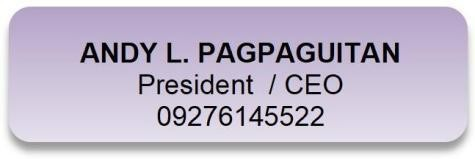 ANDY L. PAGPAGUITAN
President / CEO
09276145522